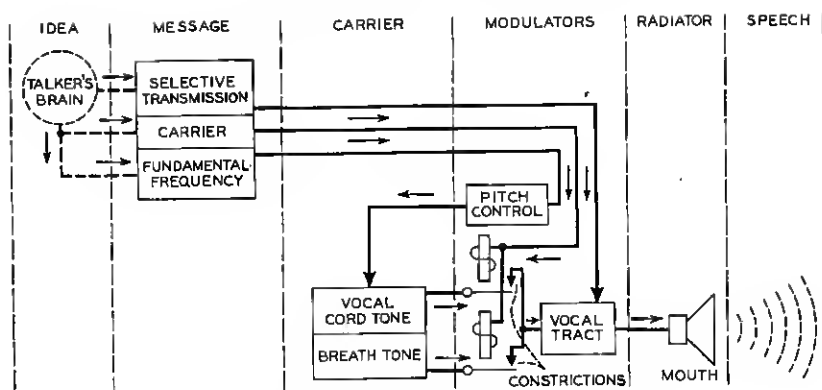 IDEA
MESSAGE
CARRIER
MODULATORS
RADIATOR
SPEECH
TALKER'S
BRAIN
SELECTIVE
TRANSMISSION
CARRIER
FUNDAMENTAL-
FREQUENCY
PITCH
CONTROL
VOCAL
CORD TONE
BREATH TONE
VOCAL
TRACT
CONSTRICTIONS
MOUTH